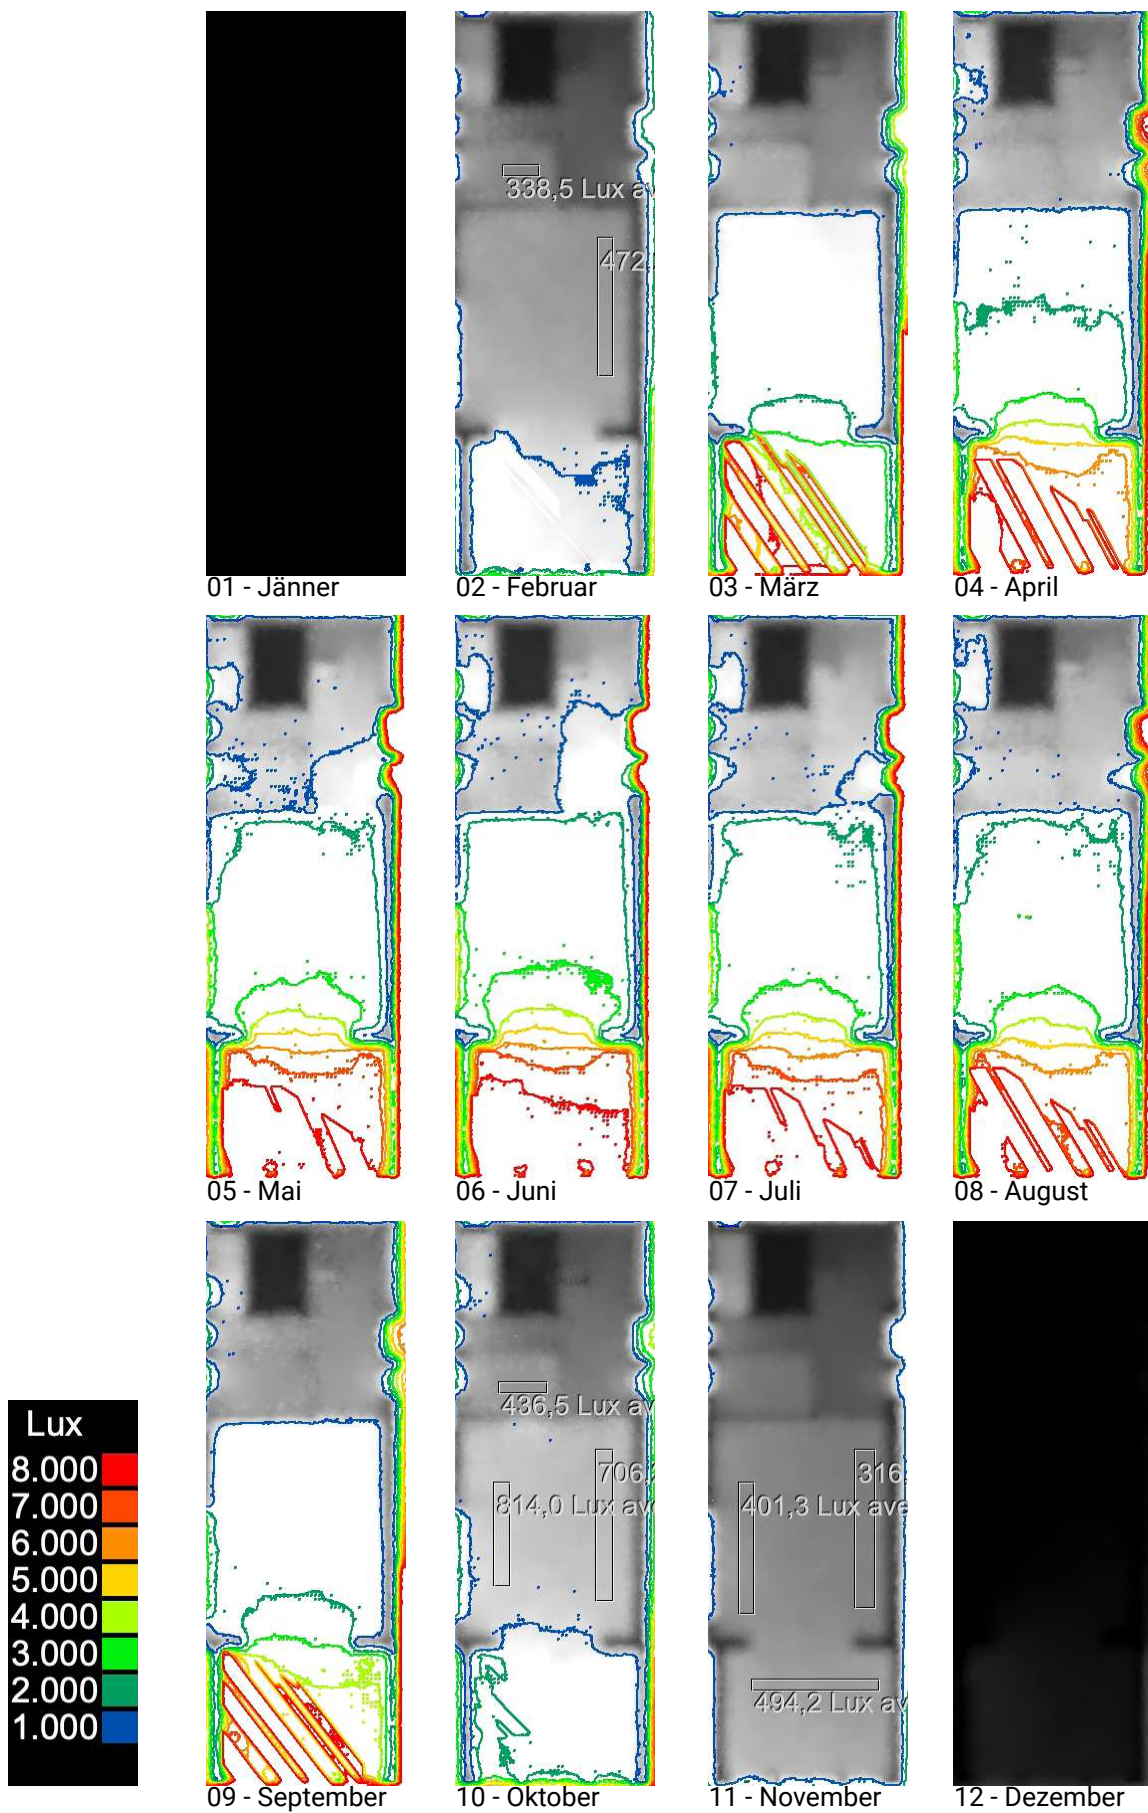 338,5 Lux av
472,
01 - Jänner
02 - Februar
03 - März
04 - April
05 - Mai
06 - Juni
07 - Juli
08 - August
436,5 Lux av
706,
814,0 Lux av
316
401,3 Lux ave
494,2 Lux av
Lux
8.000
7.000
6.000
5.000
4.000
3.000
2.000
1.000
09 - September
10 - Oktober
11 - November
12 - Dezember